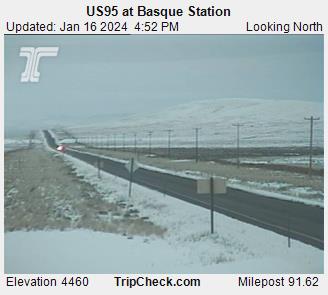 US95 at Basque Station
Updated: Jan 16 2024 4:52 PM Looking North
Elevation 4460 TripCheck.com Milepost 91.62